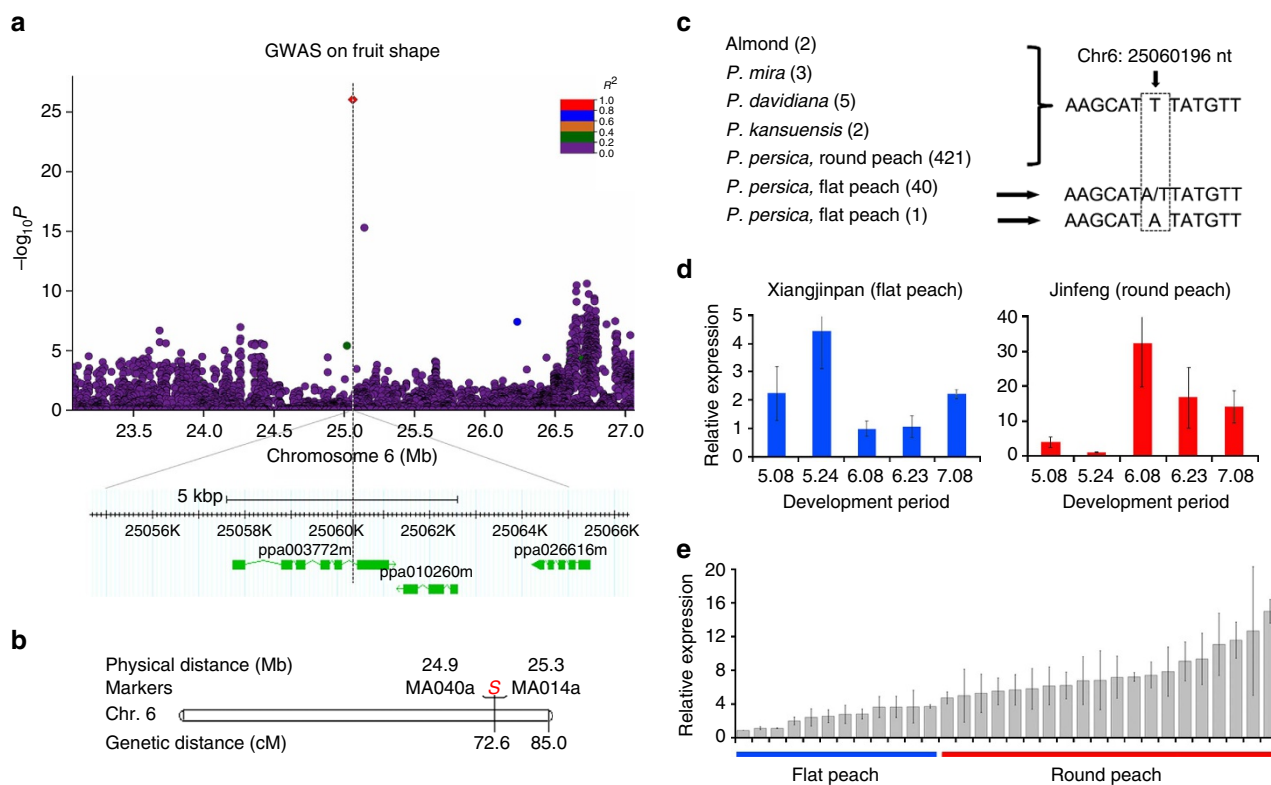 a
GWAS on fruit shape
R²
1.0
0.8
0.6
0.4
0.2
0.0
–log₁₀P
25
20
15
10
5
0
23.5 24.0 24.5 25.0 25.5 26.0 26.5 27.0
Chromosome 6 (Mb)
5 kbp
25056K 25058K 25060K 25062K 25064K 25066K
ppa003772m
ppa010260m
ppa026616m
b
Physical distance (Mb) 24.9 25.3
Markers MA040a S MA014a
Chr. 6
Genetic distance (cM) 72.6 85.0
c
Almond (2)
P. mira (3)
P. davidiana (5)
P. kansuensis (2)
P. persica, round peach (421)
P. persica, flat peach (40)
P. persica, flat peach (1)
Chr6: 25060196 nt
AAGCAT T TATGTT
AAGCATA/TTATGTT
AAGCAT A TATGTT
d
Xiangjinpan (flat peach)
Relative expression
5
4
3
2
1
0
5.08 5.24 6.08 6.23 7.08
Development period
Jinfeng (round peach)
40
30
20
10
0
5.08 5.24 6.08 6.23 7.08
Development period
e
Relative expression
20
16
12
8
4
0
Flat peach Round peach